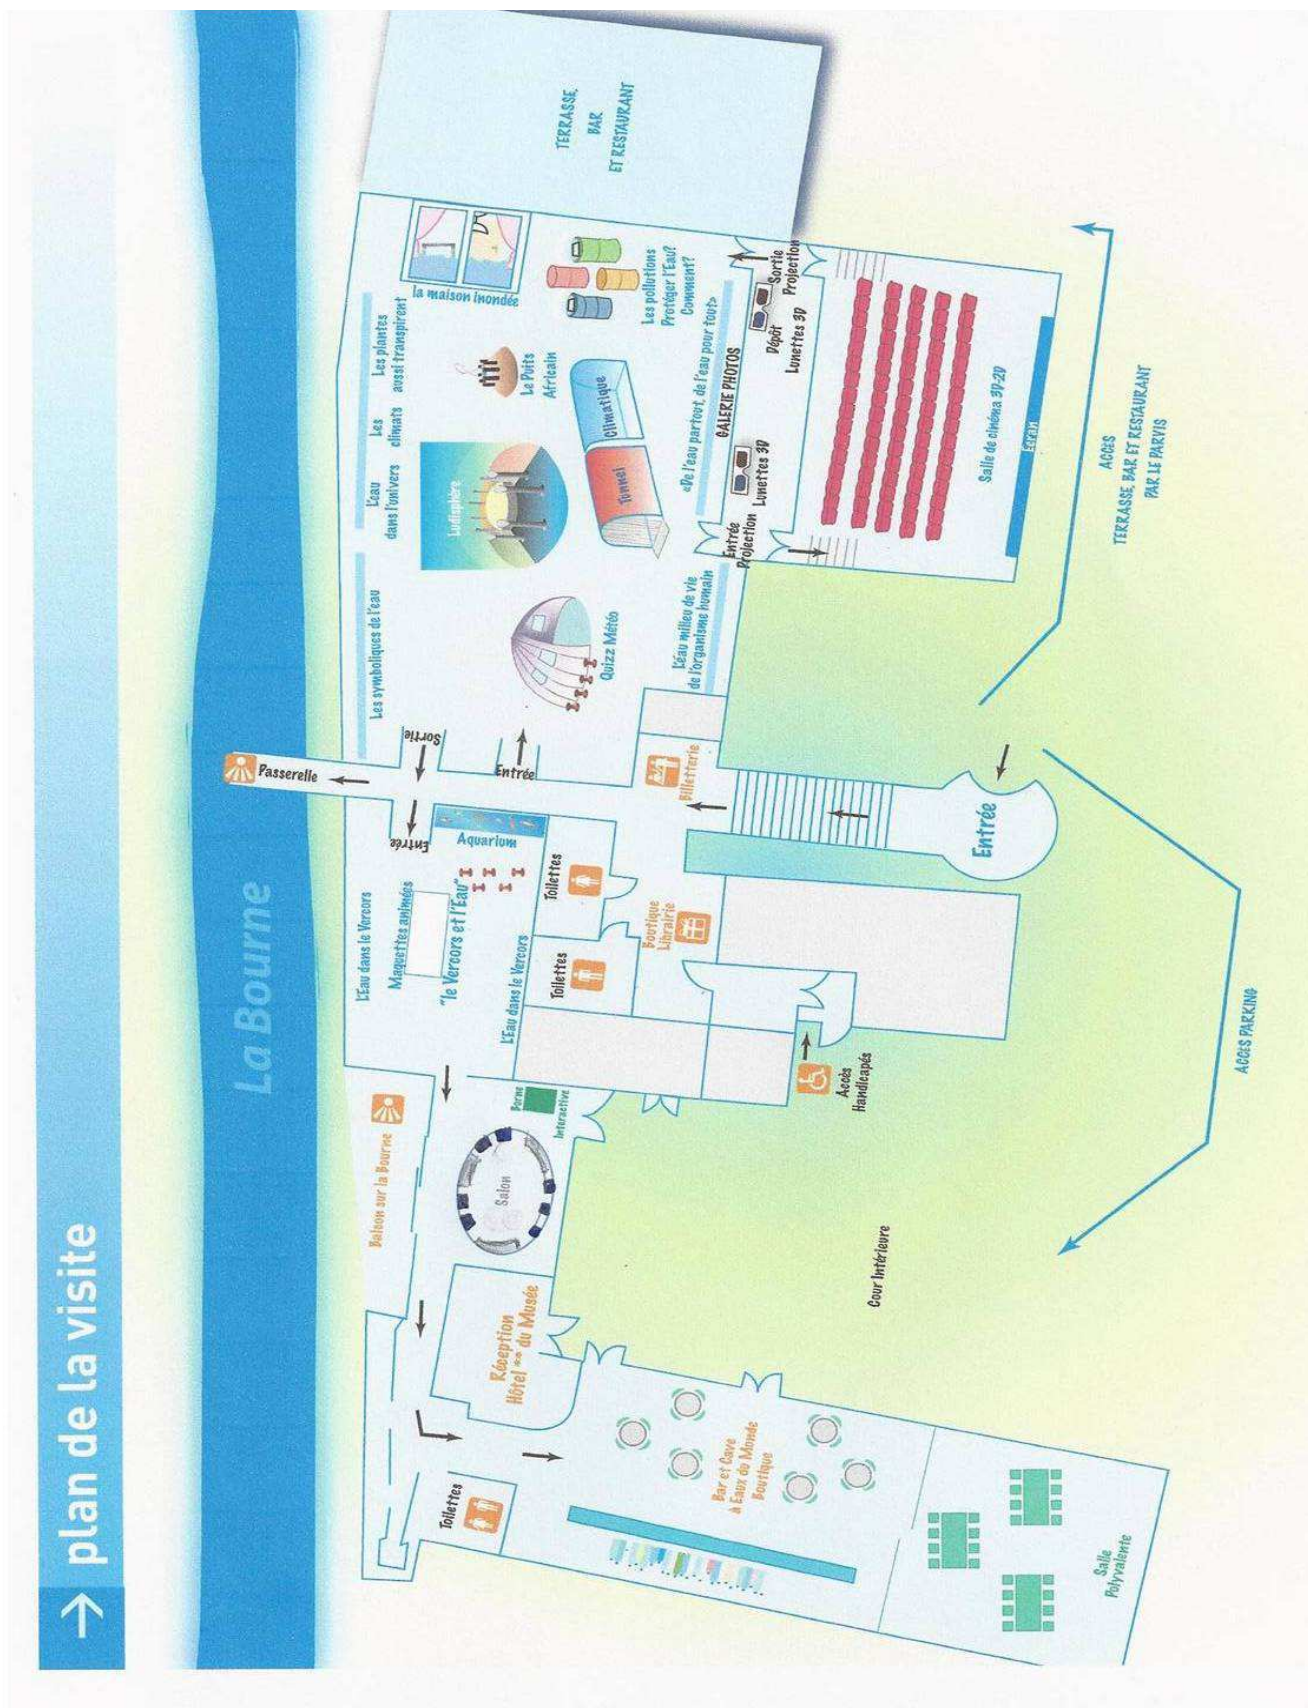 → plan de la visite
La Bourne
Passerelle
Sortie
Entrée
Entrée
Aquarium
Les symboliques de l'eau
L'eau
dans l'univers
Les
climats
Les plantes
aussi transpirent
la maison inondée
Ludisphère
Le Puits
Africain
Tunnel
Climatique
Quizz Météo
Les pollutions
Protéger l'Eau?
Comment?
L'éau milieu de vie
de l'organisme humain
«De l'eau partout, de l'eau pour tout»
GALERIE PHOTOS
Entrée
Projection
Lunettes 3D
Dépôt
Lunettes 3D
Sortie
Projection
Salle de cinéma 3D-2D
Ecran
TERRASSE,
BAR
ET RESTAURANT
ACCES
TERRASSE, BAR ET RESTAURANT
PAR LE PARVIS
Billetterie
Entrée
Toilettes
Toilettes
Boutique
Librairie
L'Eau dans le Vercors
Maquettes animées
"le Vercors et l'Eau"
L'Eau dans le Vercors
Accès
Handicapés
ACCES PARKING
Balson sur la Bourne
Borne
Interactive
Salon
Réception
Hôtel ** du Musée
Cour Intérieure
Toilettes
Bar et Cave
à Eaux du Monde
Boutique
Salle
Polyvalente